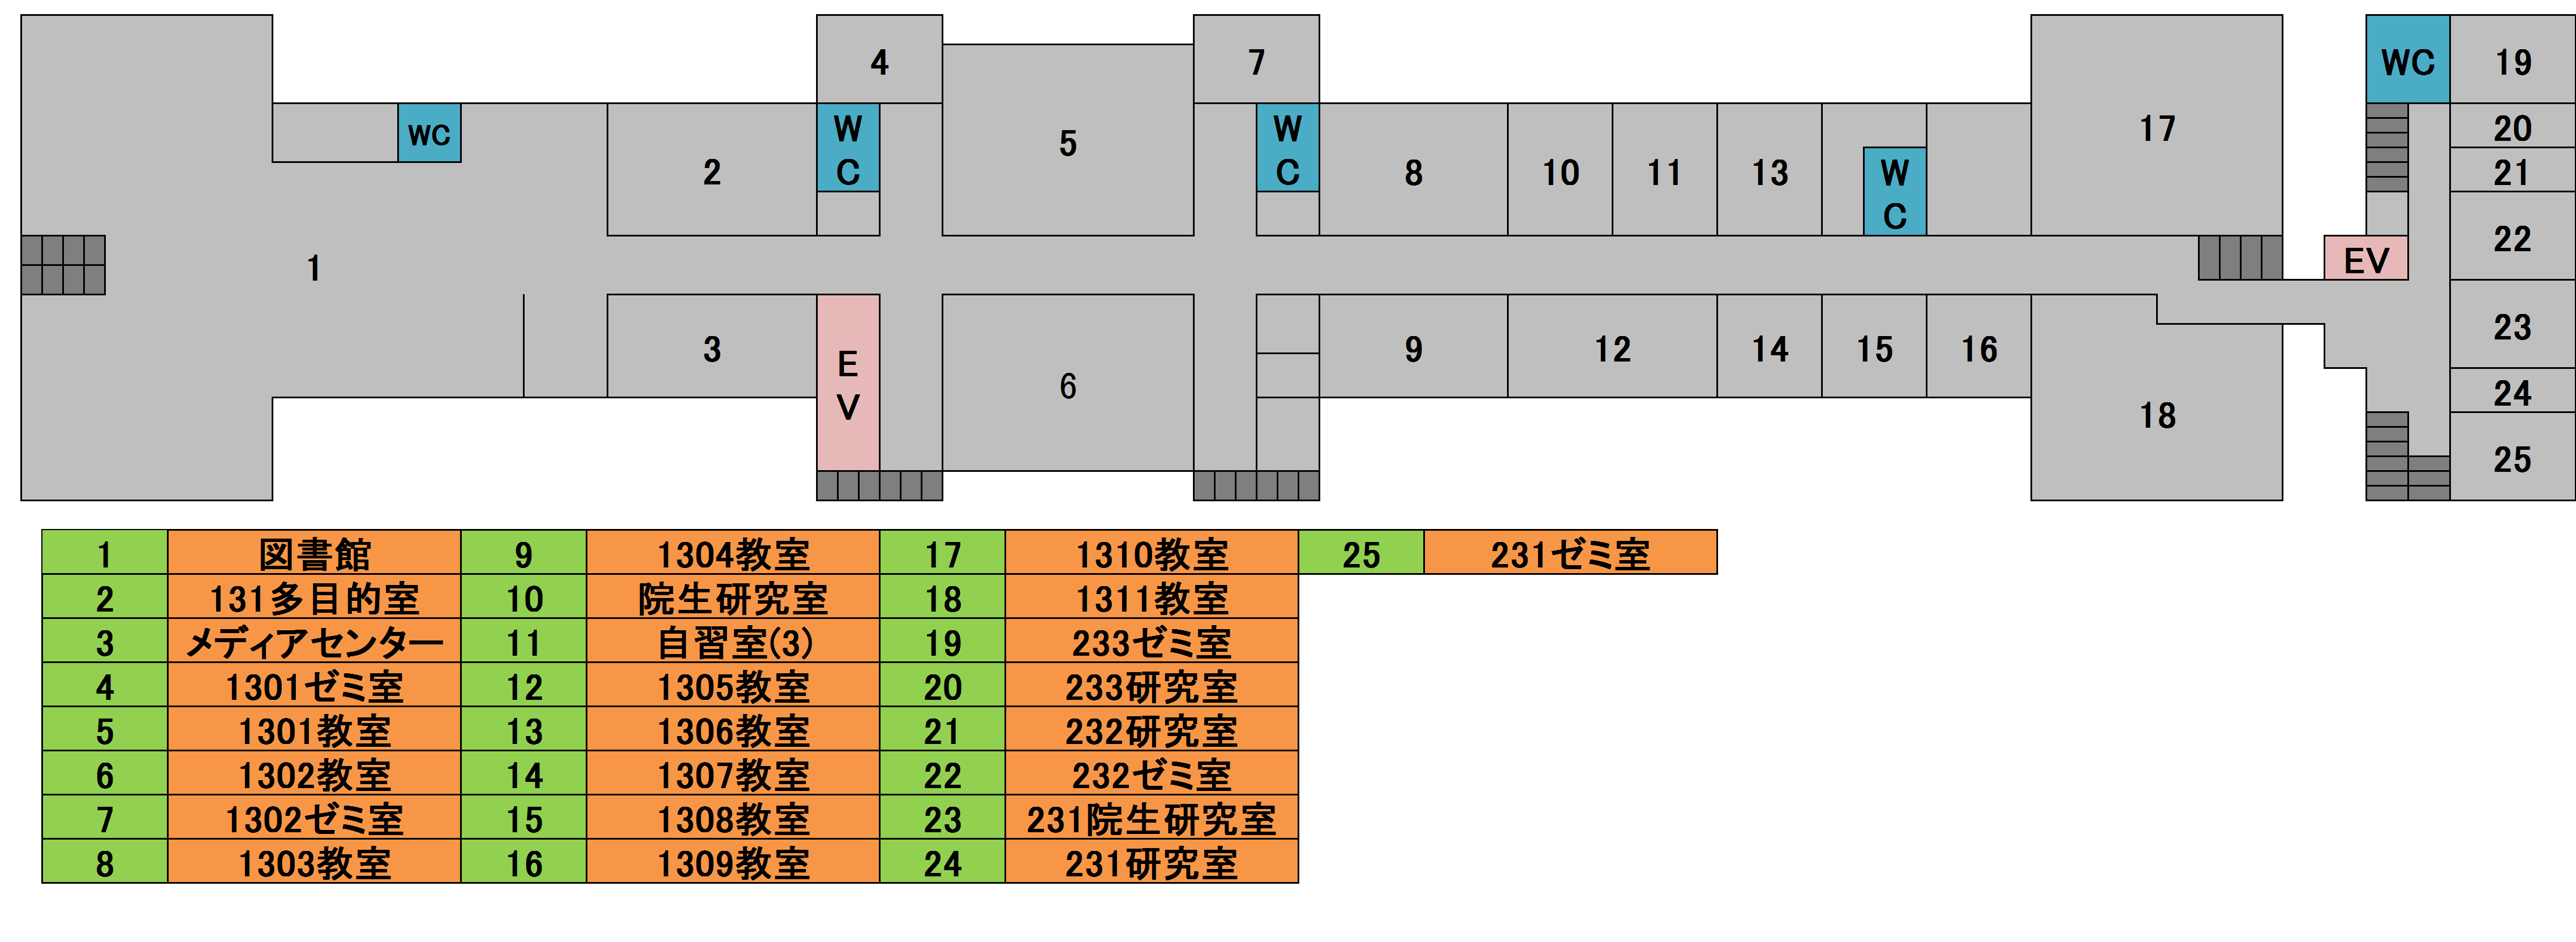 4
7
WC
19
WC
2
W
C
5
W
C
8
10
11
13
W
C
17
20
21
1
22
EV
3
E
V
6
9
12
14
15
16
18
23
24
25
1 図書館 9 1304教室 17 1310教室 25 231ゼミ室
2 131多目的室 10 院生研究室 18 1311教室
3 メディアセンター 11 自習室(3) 19 233ゼミ室
4 1301ゼミ室 12 1305教室 20 233研究室
5 1301教室 13 1306教室 21 232研究室
6 1302教室 14 1307教室 22 232ゼミ室
7 1302ゼミ室 15 1308教室 23 231院生研究室
8 1303教室 16 1309教室 24 231研究室